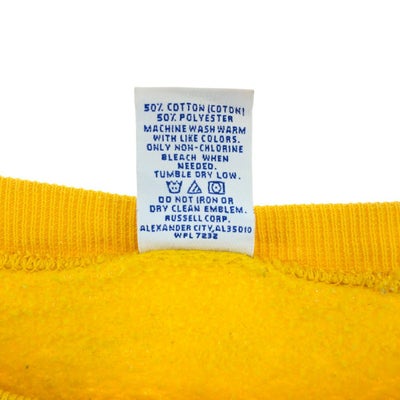 50% COTTON (COTON)
50% POLYESTER
MACHINE WASH WARM
WITH LIKE COLORS.
ONLY NON-CHLORINE
BLEACH WHEN
NEEDED.
TUMBLE DRY LOW.
DO NOT IRON OR
DRY CLEAN EMBLEM.
RUSSELL CORP.
ALEXANDER CITY, AL35010
WPL 7232